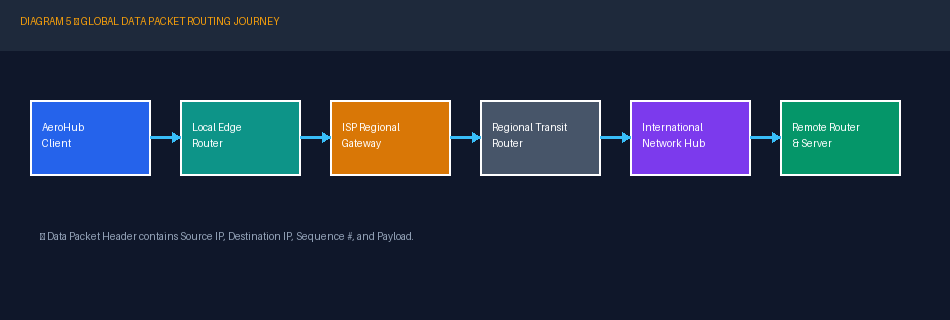 DIAGRAM 5 GLOBAL DATA PACKET ROUTING JOURNEY
AeroHub
Client
Local Edge
Router
ISP Regional
Gateway
Regional Transit
Router
International
Network Hub
Remote Router
& Server
Data Packet Header contains Source IP, Destination IP, Sequence #, and Payload.